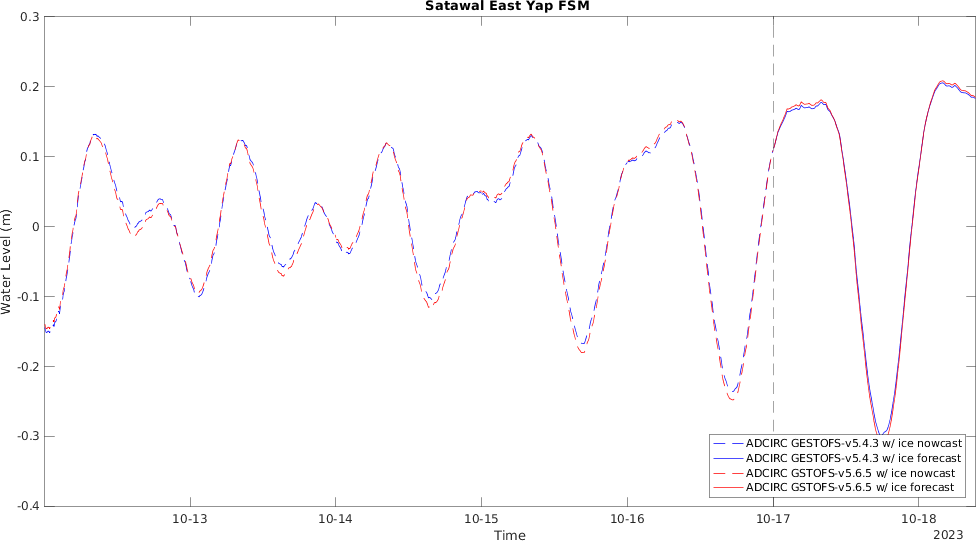 Satawal East Yap FSM
0.3
0.2
0.1
0
-0.1
-0.2
-0.3
-0.4
Water Level (m)
ADCIRC GESTOFS-v5.4.3 w/ ice nowcast
ADCIRC GESTOFS-v5.4.3 w/ ice forecast
ADCIRC GSTOFS-v5.6.5 w/ ice nowcast
ADCIRC GSTOFS-v5.6.5 w/ ice forecast
10-13
10-14
10-15
10-16
10-17
10-18
Time
2023